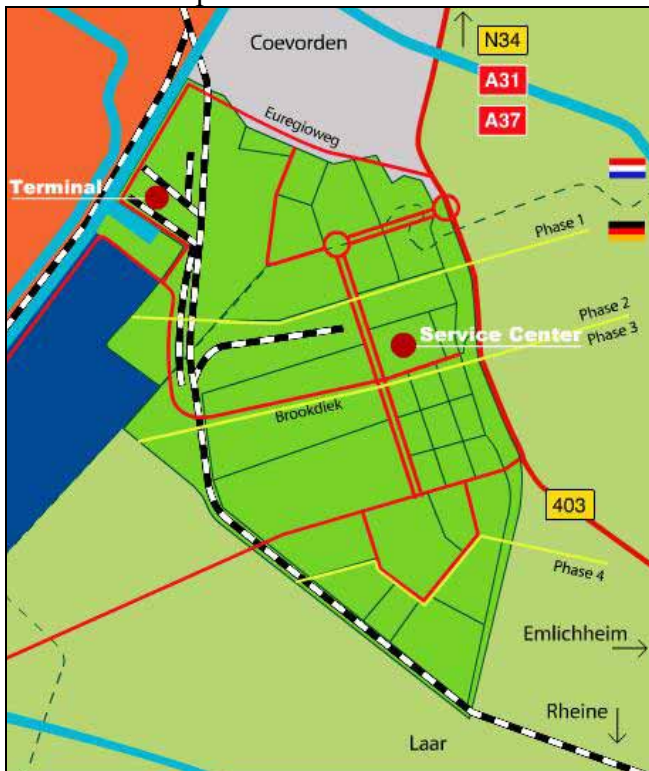 Coevorden
N34
A31
A37
Euregioweg
Terminal
Phase 1
Phase 2
Phase 3
Service Center
Brookdiek
403
Phase 4
Emlichheim
Rheine
Laar